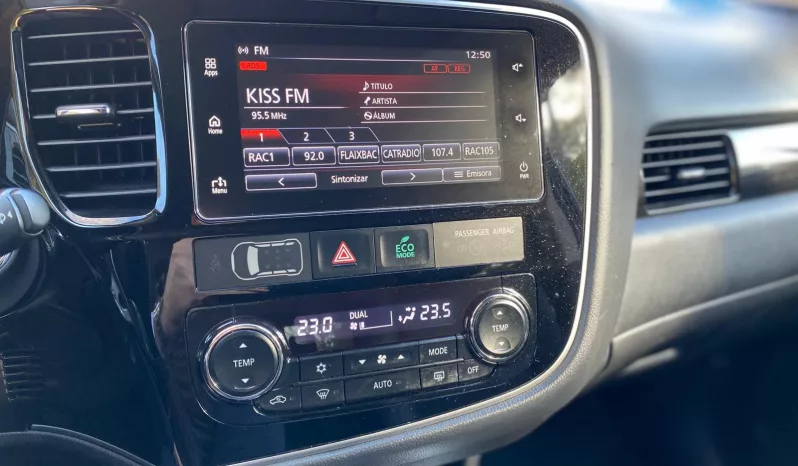 FM 12:50
Apps
RDS AF REG
KISS FM TITULO
ARTISTA
95.5 MHz ÁLBUM
Home
1 2 3
RAC1 92.0 FLAIXBAC CATRADIO 107.4 RAC105
< Sintonizar > Emisora
Menu PWR
ECO
MODE
PASSENGER AIRBAG
23.0 DUAL 23.5
TEMP MODE TEMP
AUTO OFF